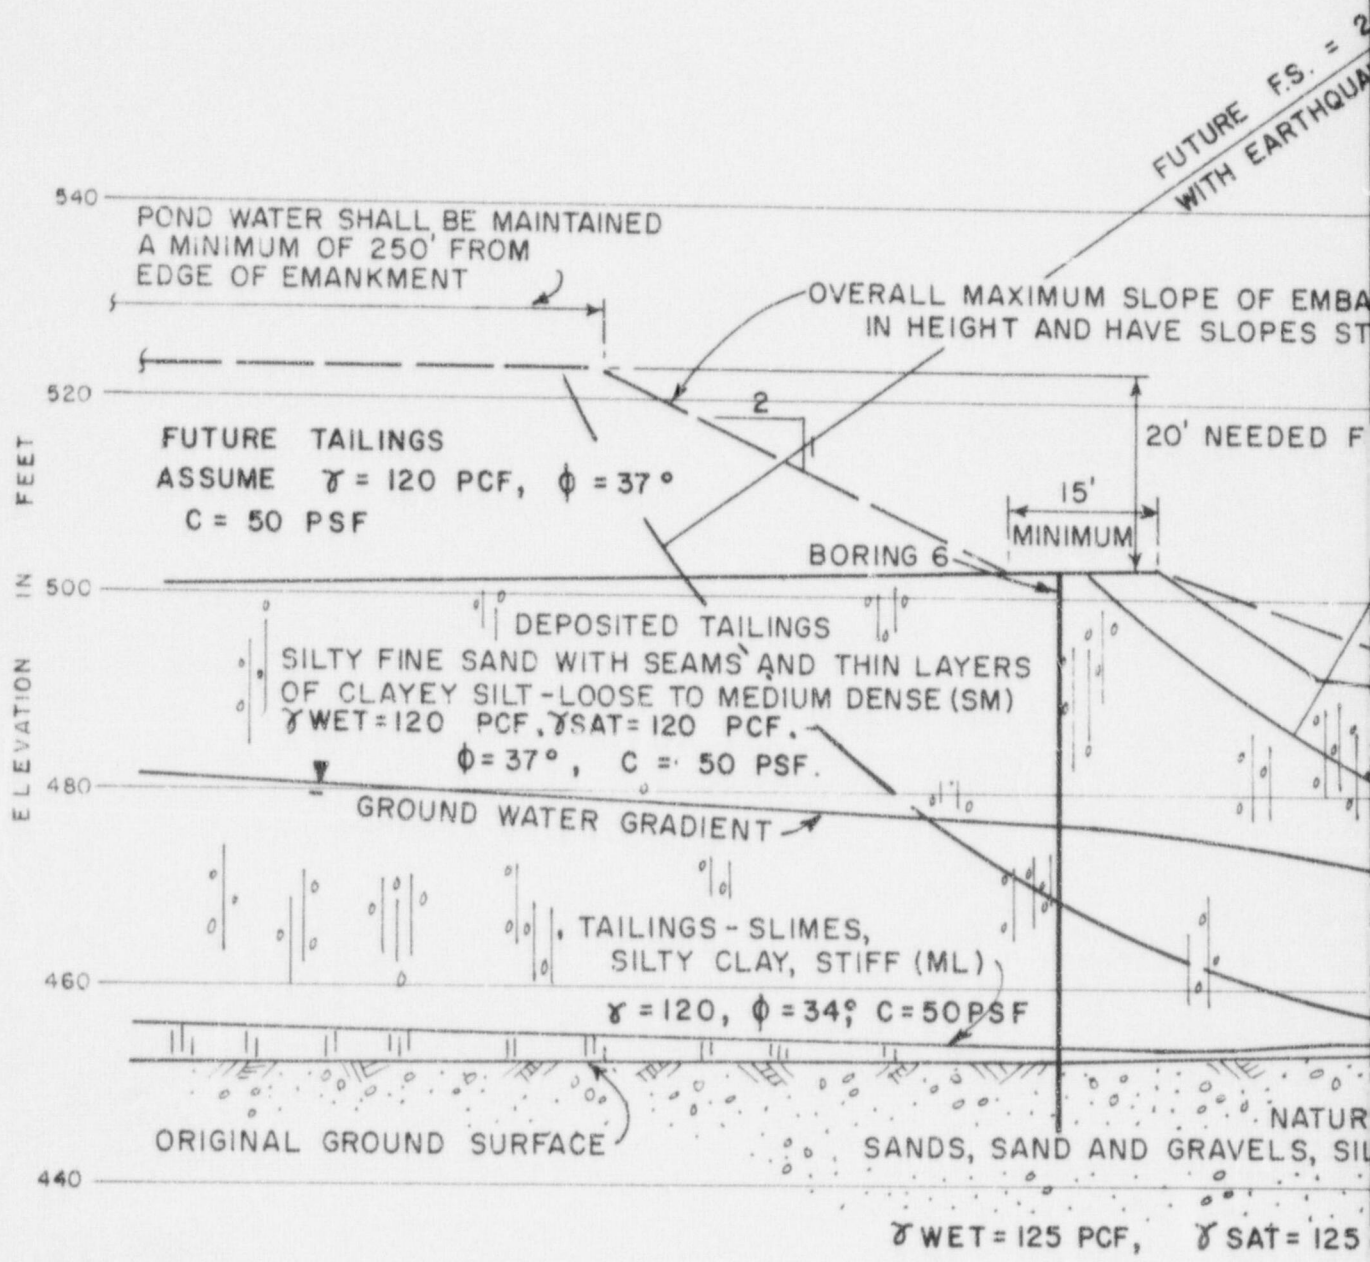 FUTURE F.S. = 2
WITH EARTHQUA
540
POND WATER SHALL BE MAINTAINED
A MINIMUM OF 250' FROM
EDGE OF EMANKMENT
OVERALL MAXIMUM SLOPE OF EMBA
IN HEIGHT AND HAVE SLOPES ST
520
2
1
FUTURE TAILINGS
ASSUME γ = 120 PCF, ϕ = 37°
C = 50 PSF
20' NEEDED F
15'
MINIMUM
BORING 6
500
DEPOSITED TAILINGS
SILTY FINE SAND WITH SEAMS AND THIN LAYERS
OF CLAYEY SILT - LOOSE TO MEDIUM DENSE (SM)
γ WET = 120 PCF, γ SAT = 120 PCF.
ϕ = 37°, C = 50 PSF.
ELEVATION IN FEET
480
GROUND WATER GRADIENT
TAILINGS - SLIMES,
SILTY CLAY, STIFF (ML)
460
γ = 120, ϕ = 34°, C = 50 PSF
NATUR
ORIGINAL GROUND SURFACE
SANDS, SAND AND GRAVELS, SIL
440
γ WET = 125 PCF, γ SAT = 125